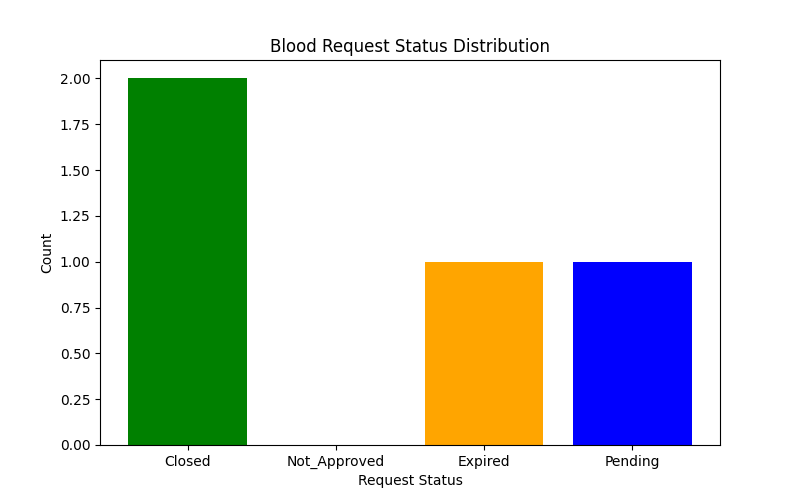 Blood Request Status Distribution
2.00
1.75
1.50
1.25
1.00
0.75
0.50
0.25
0.00
Count
Closed Not_Approved Expired Pending
Request Status